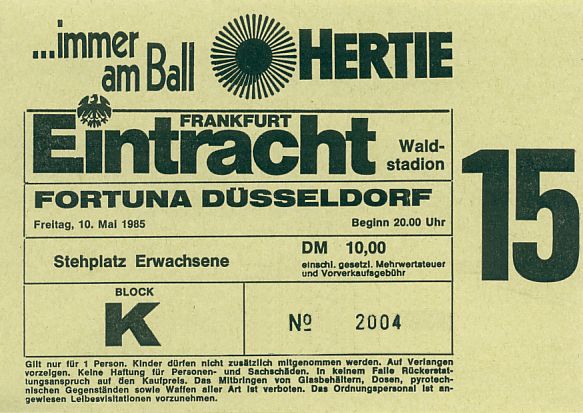 ...immer
am Ball
HERTIE
FRANKFURT
Eintracht
Wald-
stadion
FORTUNA DÜSSELDORF
Freitag, 10. Mai 1985 Beginn 20.00 Uhr
15
Stehplatz Erwachsene
DM 10,00
einschl. gesetzl. Mehrwertsteuer
und Vorverkaufsgebühr
BLOCK
K
Nº 2004
Gilt nur für 1 Person. Kinder dürfen nicht zusätzlich mitgenommen werden. Auf Verlangen
vorzeigen. Keine Haftung für Personen- und Sachschäden. In keinem Falle Rückerstat-
tungsanspruch auf den Kaufpreis. Das Mitbringen von Glasbehältern, Dosen, pyrotech-
nischen Gegenständen sowie Waffen aller Art ist verboten. Das Ordnungspersonal ist an-
gewiesen Leibesvisitationen vorzunehmen.